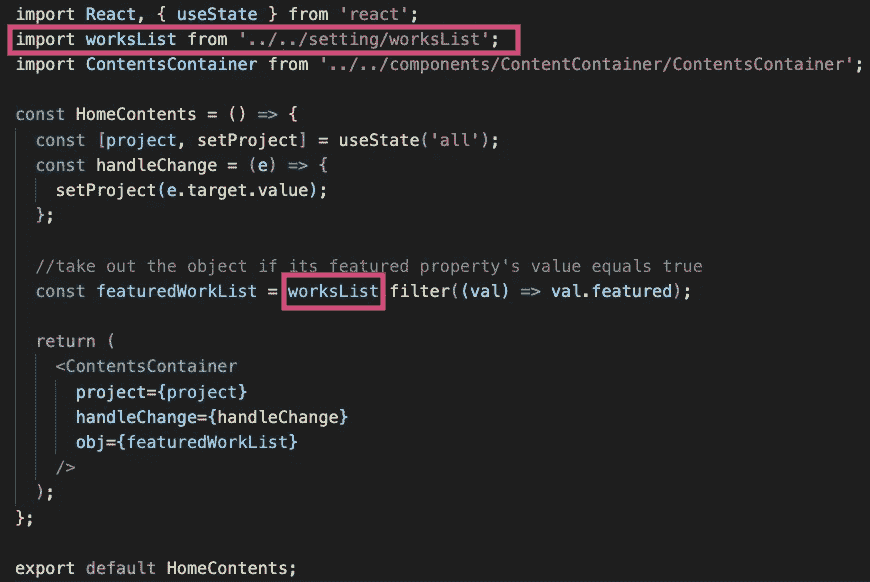 import React, { useState } from 'react';
import worksList from '../../setting/worksList';
import ContentsContainer from '../../components/ContentContainer/ContentsContainer';
const HomeContents = () => {
const [project, setProject] = useState('all');
const handleChange = (e) => {
setProject(e.target.value);
};
//take out the object if its featured property's value equals true
const featuredWorkList = worksList filter((val) => val.featured);
return (
<ContentsContainer
project={project}
handleChange={handleChange}
obj={featuredWorkList}
/>
);
};
export default HomeContents;